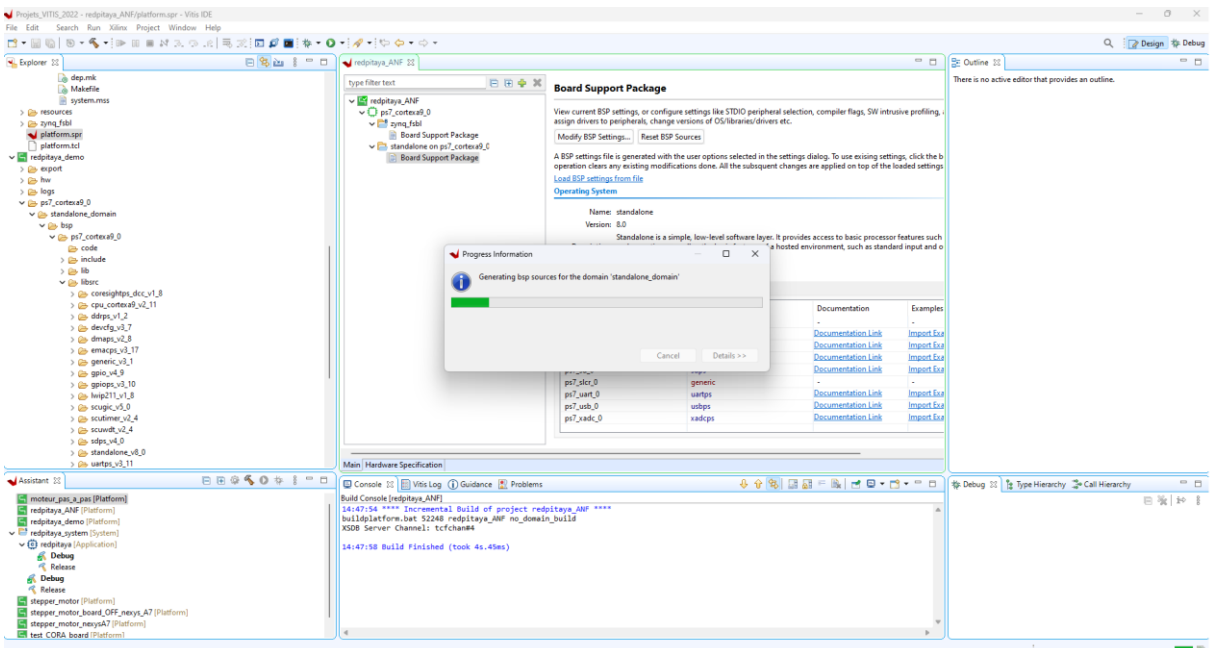 Projets_VITIS_2022 - redpitaya_ANF/platform.spr - Vitis IDE
File Edit Search Run Xilinx Project Window Help
Design Debug
Explorer
dep.mk
Makefile
system.mss
resources
zynq_fsbl
platform.spr
platform.tcl
redpitaya_demo
export
hw
logs
ps7_cortexa9_0
standalone_domain
bsp
ps7_cortexa9_0
code
include
lib
libsrc
coresightps_dcc_v1_8
cpu_cortexa9_v2_11
ddrps_v1_2
devcfg_v3_7
dmaps_v2_8
emacps_v3_17
generic_v3_1
gpio_v4_9
gpiops_v3_10
lwip211_v1_8
scugic_v5_0
scutimer_v2_4
scuwdt_v2_4
sdps_v4_0
standalone_v8_0
uartps_v3_11
redpitaya_ANF
type filter text
redpitaya_ANF
ps7_cortexa9_0
zynq_fsbl
Board Support Package
standalone on ps7_cortexa9_0
Board Support Package
Board Support Package
View current BSP settings, or configure settings like STDIO peripheral selection, compiler flags, SW intrusive profiling,
assign drivers to peripherals, change versions of OS/libraries/drivers etc.
Modify BSP Settings... Reset BSP Sources
A BSP settings file is generated with the user options selected in the settings dialog. To use exising settings, click the b
operation clears any existing modifications done. All the subsquent changes are applied on top of the loaded settings
Load BSP settings from file
Operating System
Name: standalone
Version: 8.0
Standalone is a simple, low-level software layer. It provides access to basic processor features such
a hosted environment, such as standard input and o
Progress Information
Generating bsp sources for the domain 'standalone_domain'
Cancel Details >>
Documentation Examples
- -
Documentation Link Import Exa
Documentation Link Import Exa
Documentation Link Import Exa
Documentation Link Import Exa
ps7_slcr_0 generic - -
ps7_uart_0 uartps Documentation Link Import Exa
ps7_usb_0 usbps Documentation Link Import Exa
ps7_xadc_0 xadcps Documentation Link Import Exa
Main Hardware Specification
Outline
There is no active editor that provides an outline.
Assistant
moteur_pas_a_pas [Platform]
redpitaya_ANF [Platform]
redpitaya_demo [Platform]
redpitaya_system [System]
redpitaya [Application]
Debug
Release
Debug
Release
stepper_motor [Platform]
stepper_motor_board_OFF_nexys_A7 [Platform]
stepper_motor_nexysA7 [Platform]
test_CORA_board [Platform]
Console Vitis Log Guidance Problems
Build Console [redpitaya_ANF]
14:47:54 **** Incremental Build of project redpitaya_ANF ****
buildplatform.bat 52248 redpitaya_ANF no_domain_build
XSDB Server Channel: tcfchan#4
14:47:58 Build Finished (took 4s.45ms)
Debug Type Hierarchy Call Hierarchy